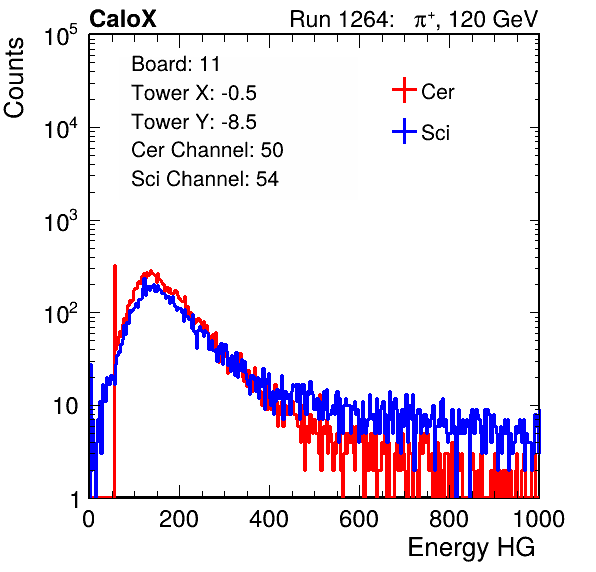 CaloX Run 1264: π⁺, 120 GeV
Counts
Board: 11
Tower X: -0.5
Tower Y: -8.5
Cer Channel: 50
Sci Channel: 54
Cer
Sci
10⁵
10⁴
10³
10²
10
1
0 200 400 600 800 1000
Energy HG